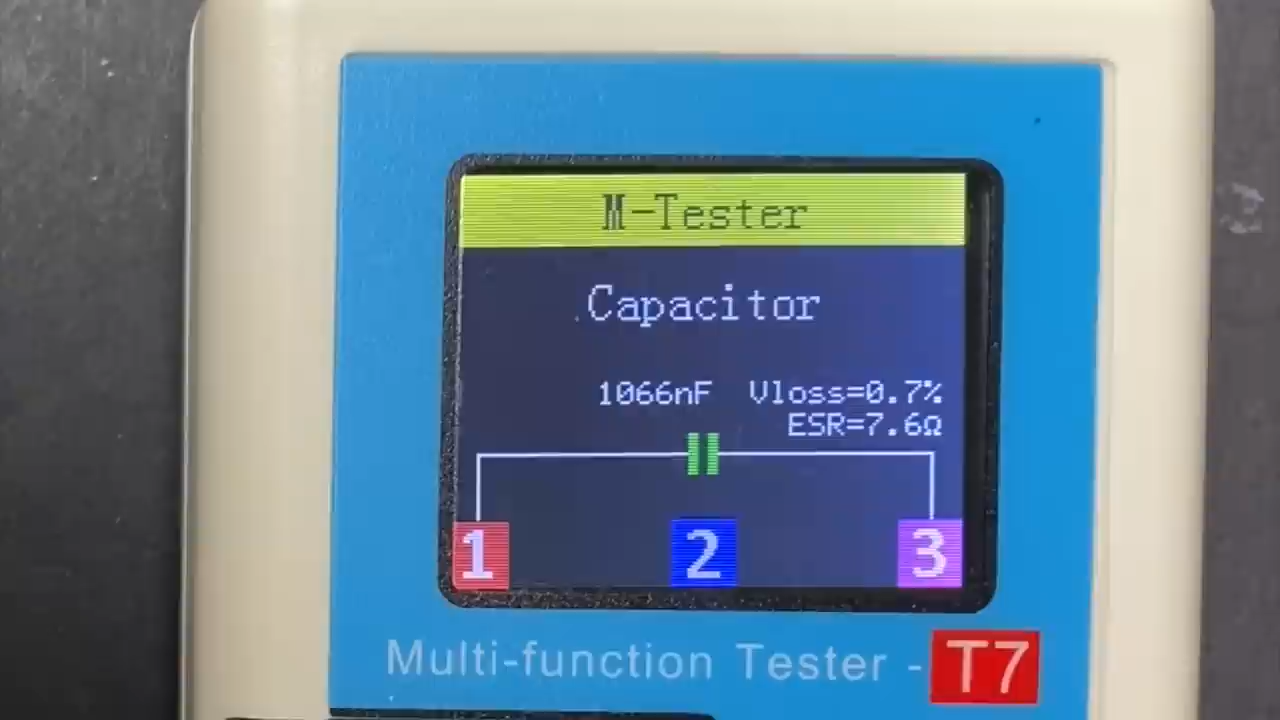 M-Tester
Capacitor
1066nF Vloss=0.7%
ESR=7.6Ω
1 2 3
Multi-function Tester - T7